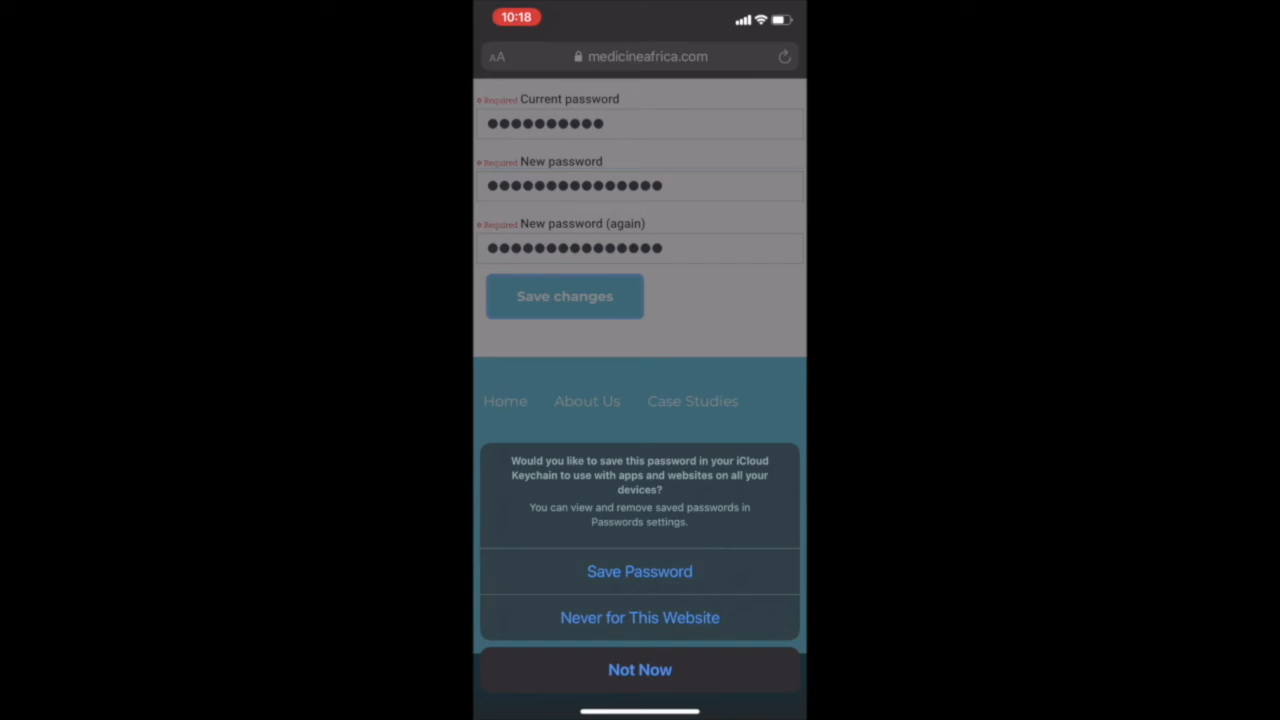 10:18
AA medicineafrica.com
* Required Current password
* Required New password
* Required New password (again)
Save changes
Home About Us Case Studies
Would you like to save this password in your iCloud
Keychain to use with apps and websites on all your
devices?
You can view and remove saved passwords in
Passwords settings.
Save Password
Never for This Website
Not Now